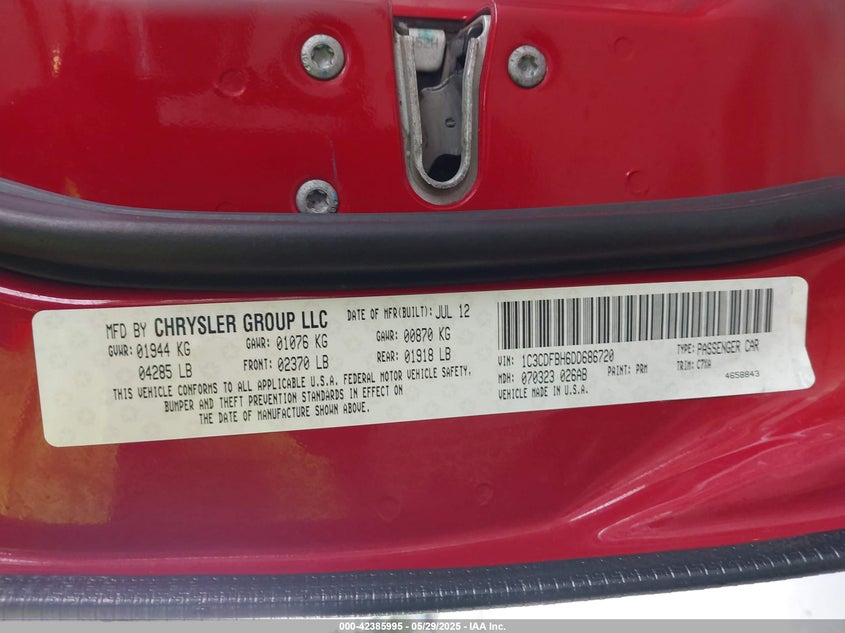 52H
MFD BY CHRYSLER GROUP LLC
DATE OF MFR(BUILT): JUL 12
GVWR: 01944 KG
GAWR: 01076 KG
GAWR: 00870 KG
04285 LB
FRONT: 02370 LB
REAR: 01918 LB
THIS VEHICLE CONFORMS TO ALL APPLICABLE U.S.A. FEDERAL MOTOR VEHICLE SAFETY,
BUMPER AND THEFT PREVENTION STANDARDS IN EFFECT ON
THE DATE OF MANUFACTURE SHOWN ABOVE.
VIN: 1C3CDFBH6DD686720
TYPE: PASSENGER CAR
MDH: 070323 026AB
PAINT: PRM
TRIM: C7XA
VEHICLE MADE IN U.S.A.
4658843
000-42385995 - 05/29/2025 - IAA Inc.